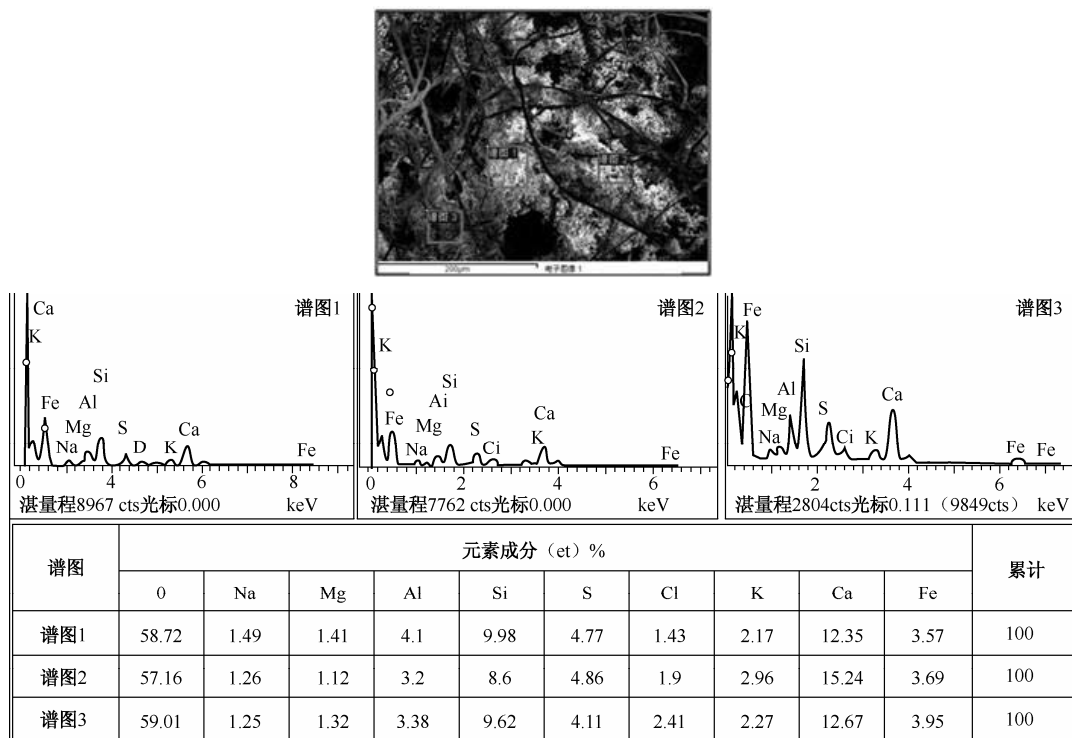 200μm 电子图像 1
谱图1
Ca
K
Si
Fe
Al
Mg
S
Na
D
K
Ca
Fe
0 2 4 6 8
湛量程8967 cts光标0.000 keV
谱图2
K
Si
Ai
Fe
Mg
S
Na
Ci
Ca
K
Fe
0 2 4 6
湛量程7762 cts光标0.000 keV
谱图3
Fe
K
Si
C
Al
Mg
S
Na
Ci
K
Ca
Fe
Fe
2 4 6
湛量程2804cts光标0.111（9849cts） keV
谱图 元素成分（et）% 累计
0 Na Mg Al Si S Cl K Ca Fe
谱图1 58.72 1.49 1.41 4.1 9.98 4.77 1.43 2.17 12.35 3.57 100
谱图2 57.16 1.26 1.12 3.2 8.6 4.86 1.9 2.96 15.24 3.69 100
谱图3 59.01 1.25 1.32 3.38 9.62 4.11 2.41 2.27 12.67 3.95 100